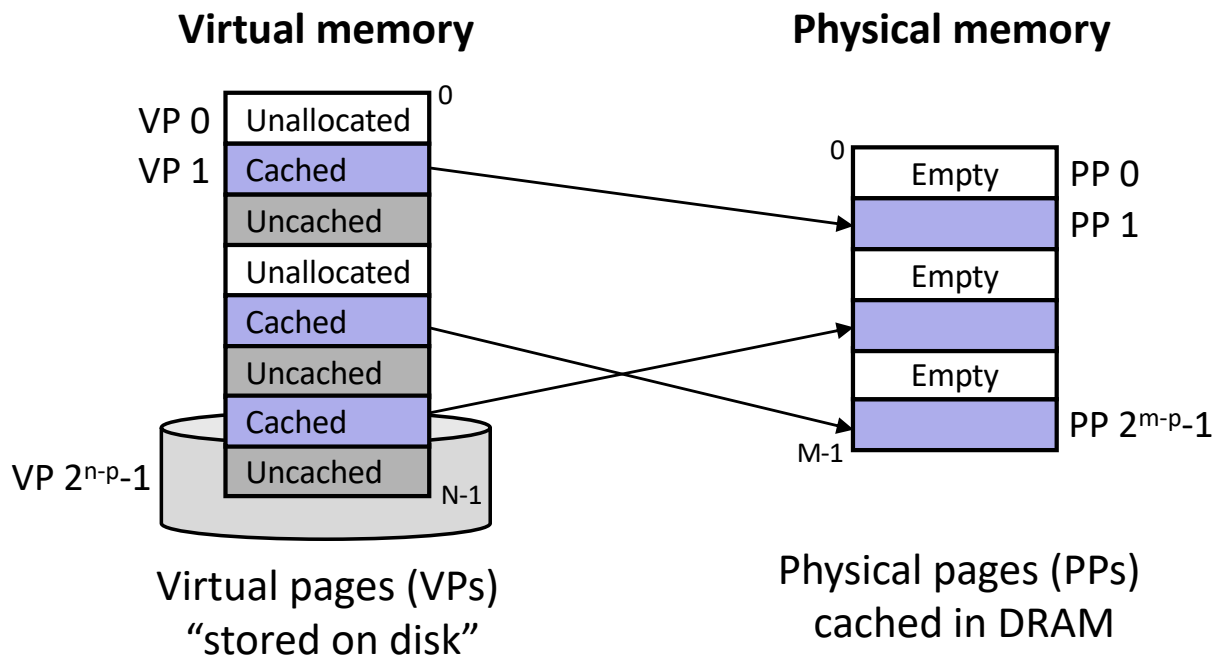 Virtual memory
Physical memory
0
VP 0
Unallocated
VP 1
Cached
Uncached
Unallocated
Cached
Uncached
Cached
Uncached
VP 2ⁿ⁻ᵖ-1
N-1
Virtual pages (VPs)
“stored on disk”
0
Empty
PP 0
PP 1
Empty
Empty
PP 2ᵐ⁻ᵖ-1
M-1
Physical pages (PPs)
cached in DRAM